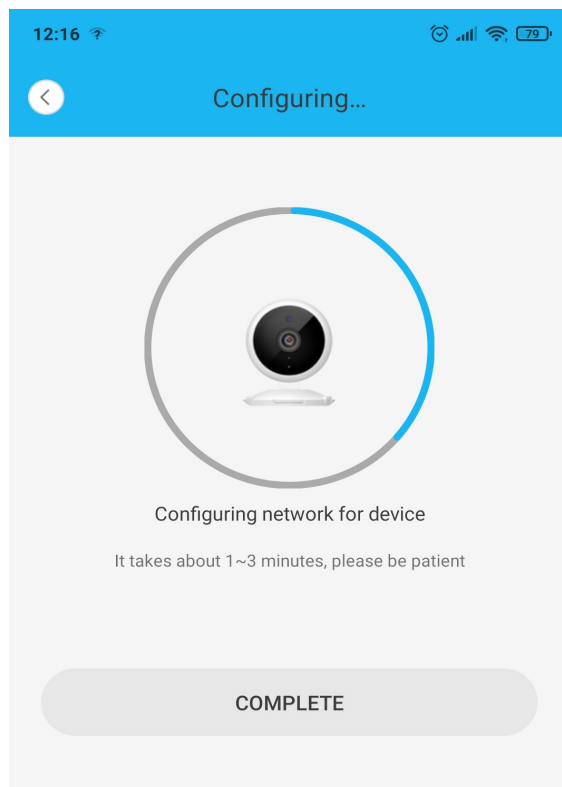 12:16
79
Configuring...
Configuring network for device
It takes about 1~3 minutes, please be patient
COMPLETE